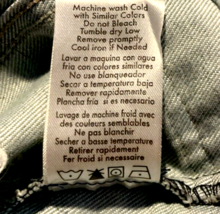 Machine wash Cold
with Similar Colors
Do not Bleach
Tumble dry Low
Remove promptly
Cool iron if Needed
Lavar a maquina con agua
fria con colores similares
No use blanqueador
Secar a temperatura baja
Remover rapidamente
Plancha fria si es necesario
Lavage de machine froid avec
des couleurs semblables
Ne pas blanchir
Secher a basse temperature
Retirer rapidement
Fer froid si necessaire